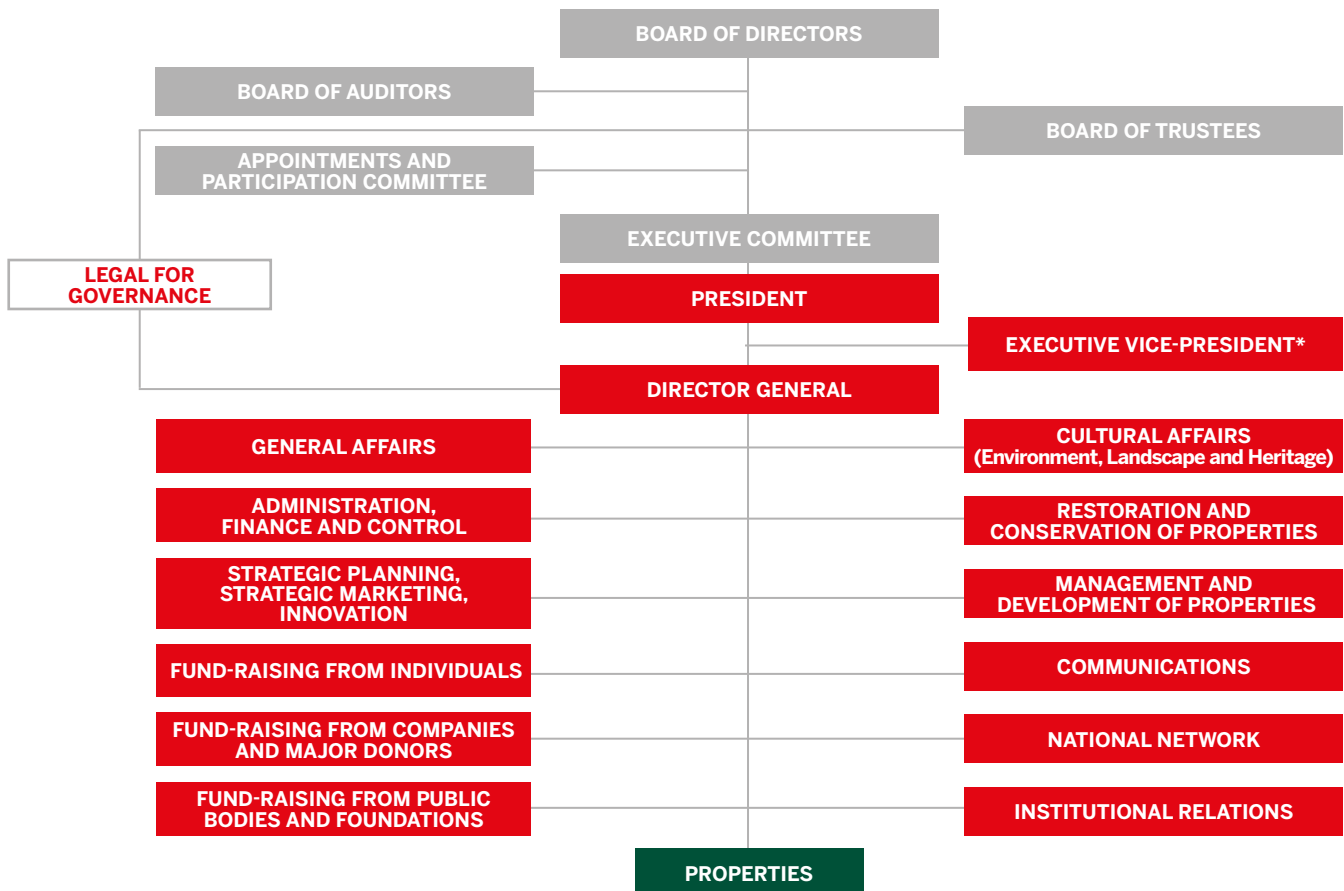 BOARD OF DIRECTORS
BOARD OF AUDITORS
BOARD OF TRUSTEES
APPOINTMENTS AND
PARTICIPATION COMMITTEE
EXECUTIVE COMMITTEE
LEGAL FOR
GOVERNANCE
PRESIDENT
EXECUTIVE VICE-PRESIDENT*
DIRECTOR GENERAL
GENERAL AFFAIRS
CULTURAL AFFAIRS
(Environment, Landscape and Heritage)
ADMINISTRATION,
FINANCE AND CONTROL
RESTORATION AND
CONSERVATION OF PROPERTIES
STRATEGIC PLANNING,
STRATEGIC MARKETING,
INNOVATION
MANAGEMENT AND
DEVELOPMENT OF PROPERTIES
FUND-RAISING FROM INDIVIDUALS
COMMUNICATIONS
FUND-RAISING FROM COMPANIES
AND MAJOR DONORS
NATIONAL NETWORK
FUND-RAISING FROM PUBLIC
BODIES AND FOUNDATIONS
INSTITUTIONAL RELATIONS
PROPERTIES